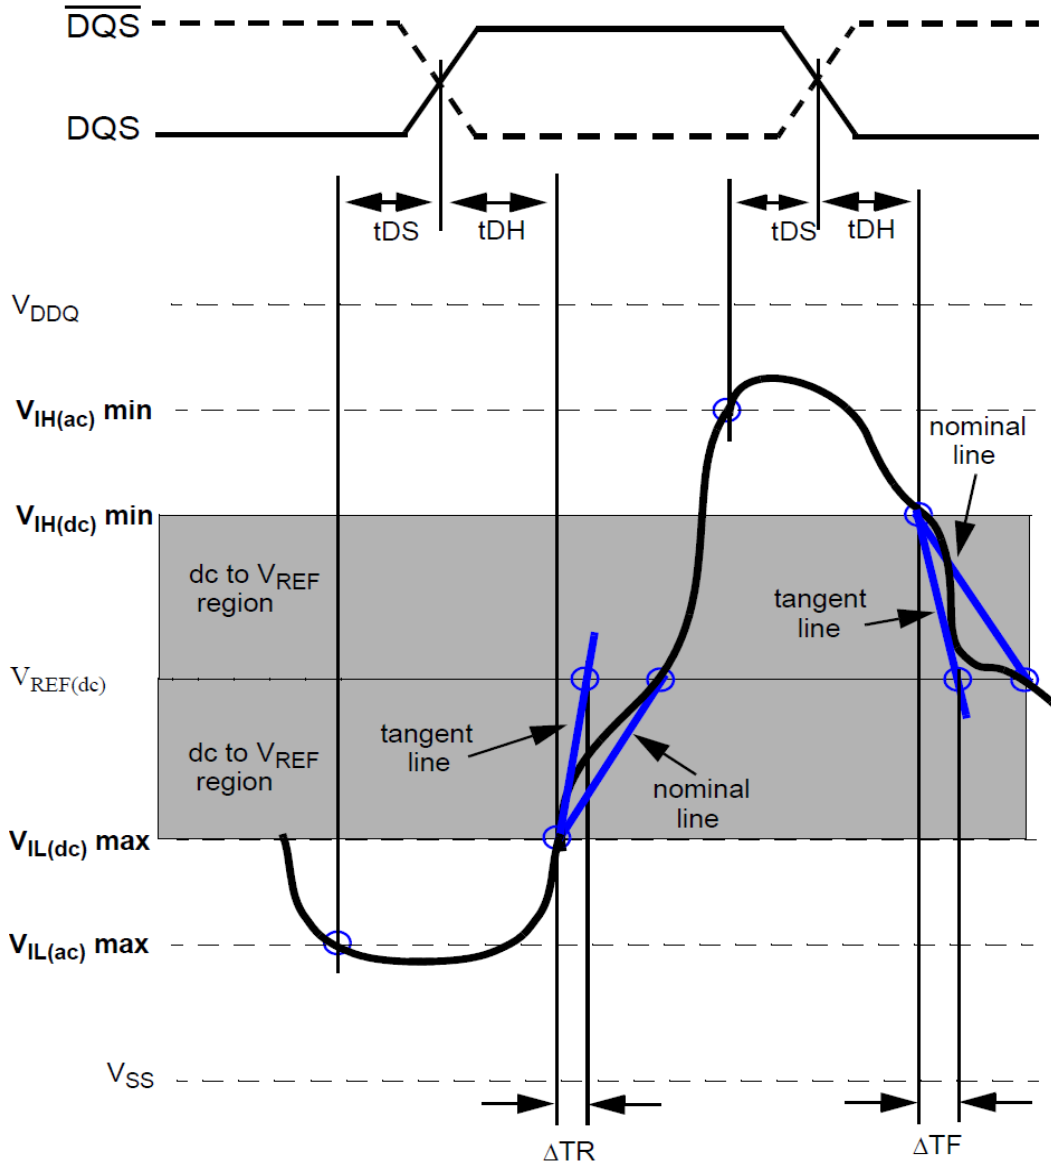 DQS
DQS
tDS
tDH
tDS
tDH
VDDQ
VIH(ac) min
nominal
line
VIH(dc) min
dc to VREF
region
tangent
line
VREF(dc)
tangent
line
dc to VREF
region
nominal
line
VIL(dc) max
VIL(ac) max
VSS
ΔTR
ΔTF